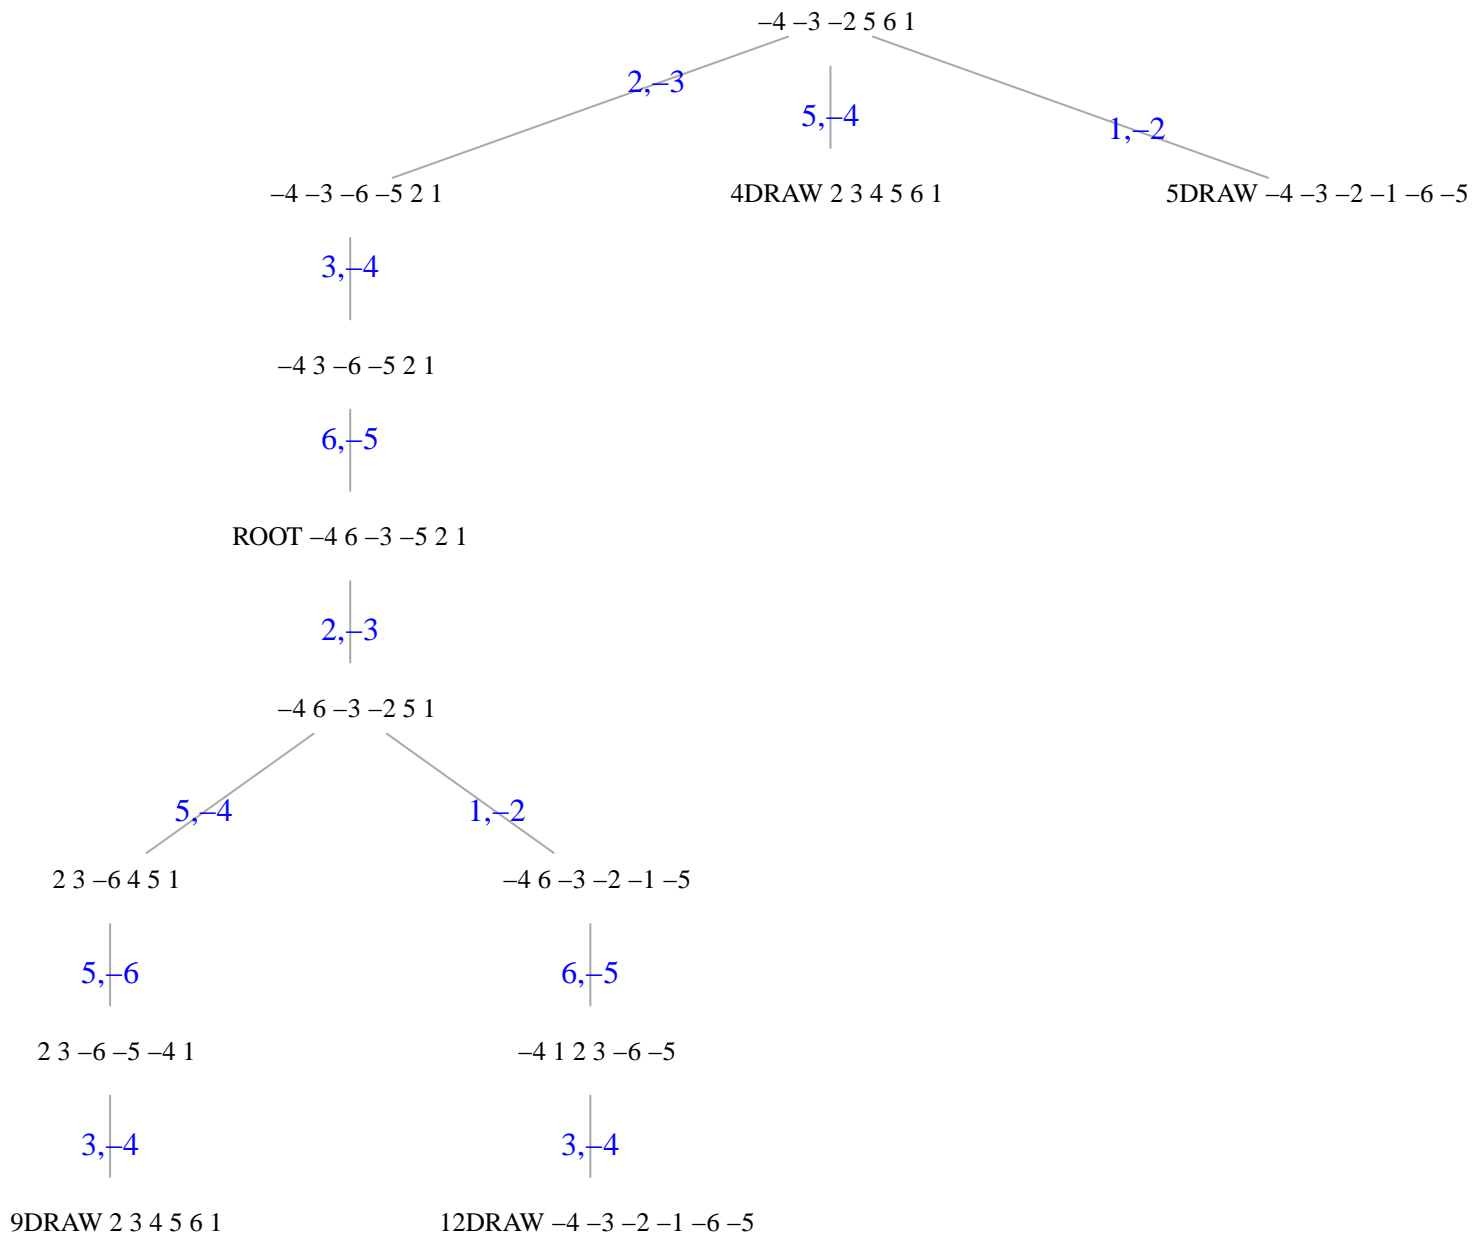 –4 –3 –2 5 6 1
2,–3
5,–4
1,–2
–4 –3 –6 –5 2 1
4DRAW 2 3 4 5 6 1
5DRAW –4 –3 –2 –1 –6 –5
3,–4
–4 3 –6 –5 2 1
6,–5
ROOT –4 6 –3 –5 2 1
2,–3
–4 6 –3 –2 5 1
5,–4
1,–2
2 3 –6 4 5 1
–4 6 –3 –2 –1 –5
5,–6
6,–5
2 3 –6 –5 –4 1
–4 1 2 3 –6 –5
3,–4
3,–4
9DRAW 2 3 4 5 6 1
12DRAW –4 –3 –2 –1 –6 –5